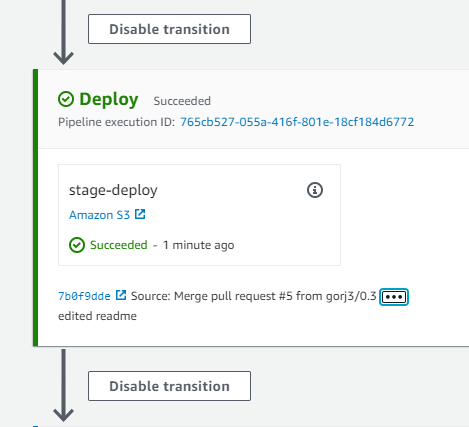 Disable transition
Deploy Succeeded
Pipeline execution ID: 765cb527-055a-416f-801e-18cf184d6772
stage-deploy
Amazon S3
Succeeded - 1 minute ago
7b0f9dde Source: Merge pull request #5 from gorj3/0.3
edited readme
Disable transition